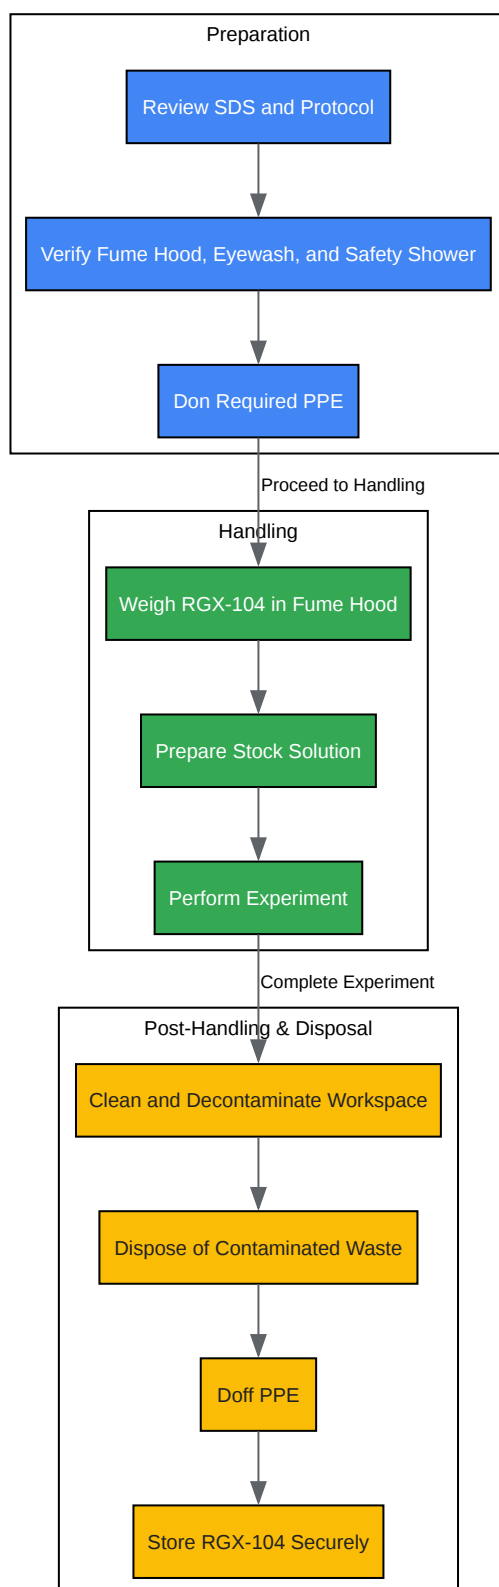 Preparation
Review SDS and Protocol
Verify Fume Hood, Eyewash, and Safety Shower
Don Required PPE
Proceed to Handling
Handling
Weigh RGX-104 in Fume Hood
Prepare Stock Solution
Perform Experiment
Complete Experiment
Post-Handling & Disposal
Clean and Decontaminate Workspace
Dispose of Contaminated Waste
Doff PPE
Store RGX-104 Securely